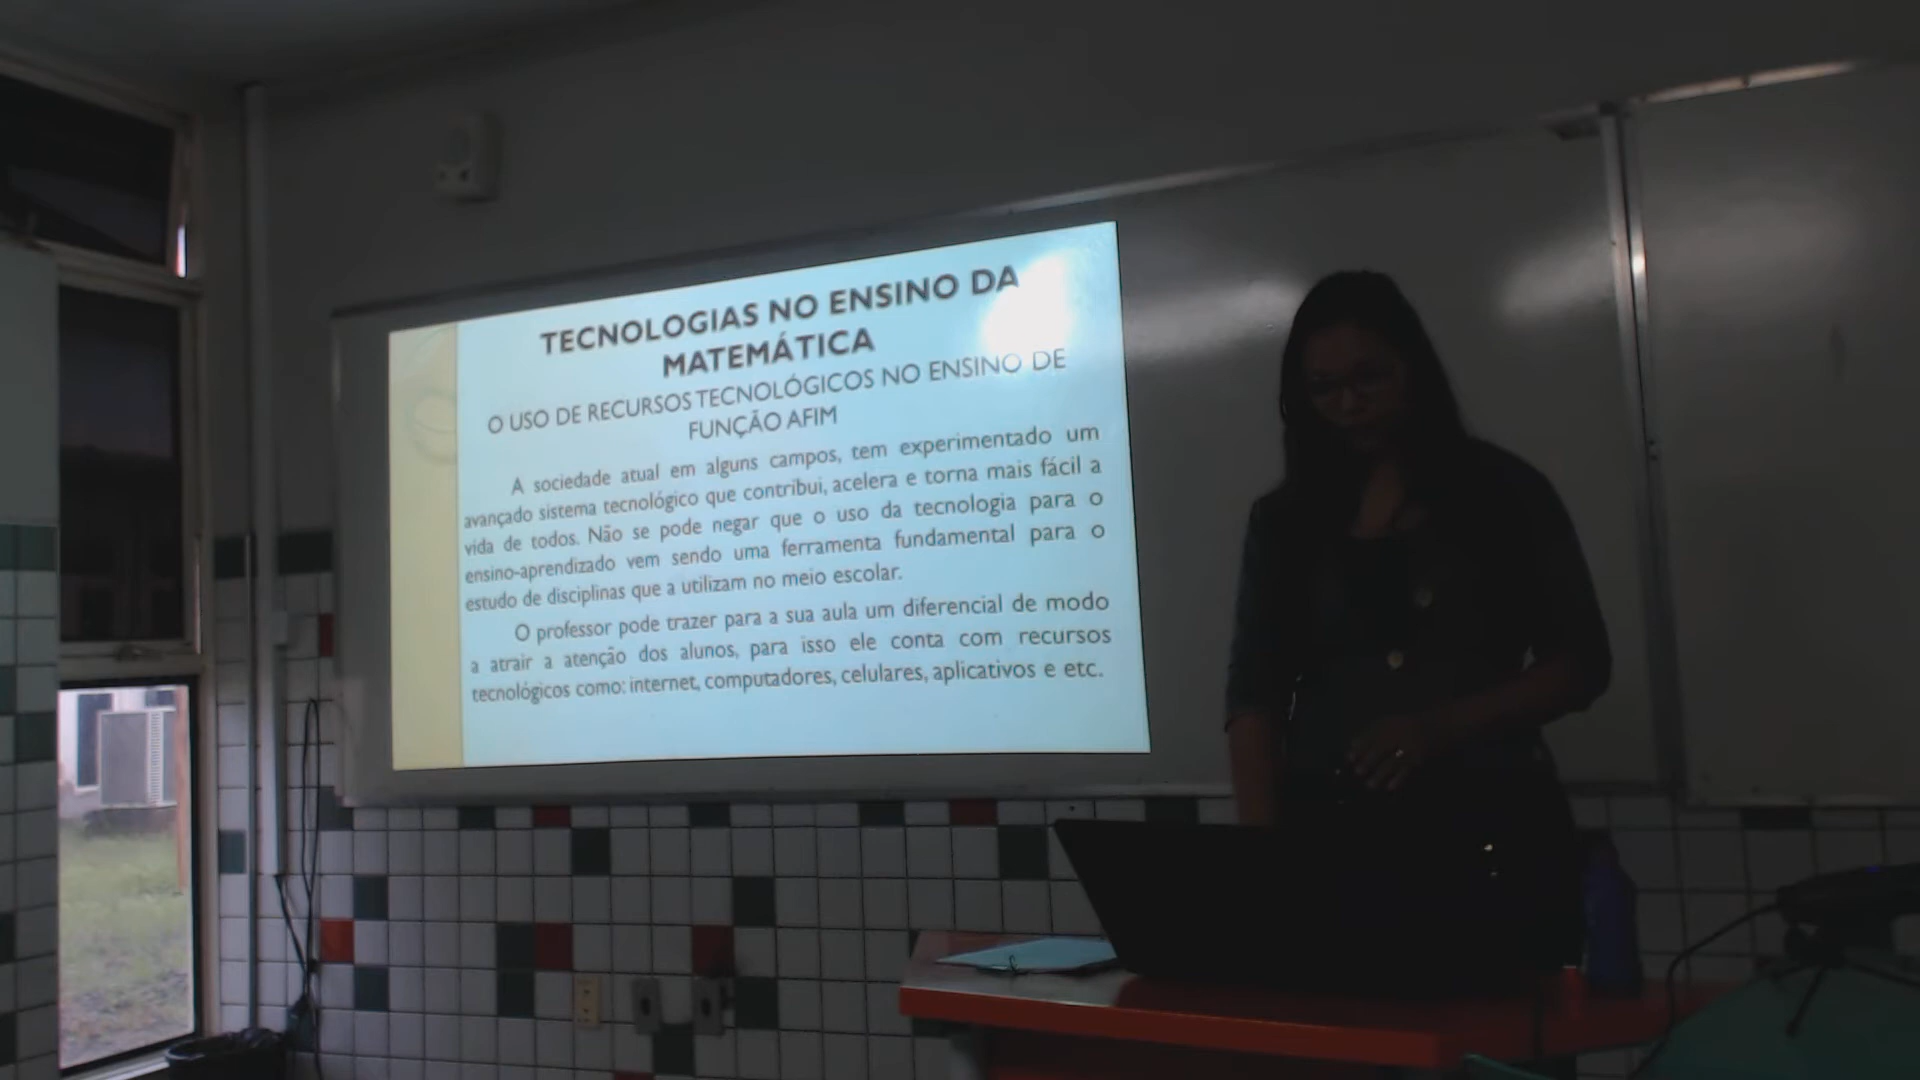 TECNOLOGIAS NO ENSINO DA
MATEMÁTICA
O USO DE RECURSOS TECNOLÓGICOS NO ENSINO DE
FUNÇÃO AFIM
A sociedade atual em alguns campos, tem experimentado um
avançado sistema tecnológico que contribui, acelera e torna mais fácil a
vida de todos. Não se pode negar que o uso da tecnologia para o
ensino-aprendizado vem sendo uma ferramenta fundamental para o
estudo de disciplinas que a utilizam no meio escolar.
O professor pode trazer para a sua aula um diferencial de modo
a atrair a atenção dos alunos, para isso ele conta com recursos
tecnológicos como: internet, computadores, celulares, aplicativos e etc.